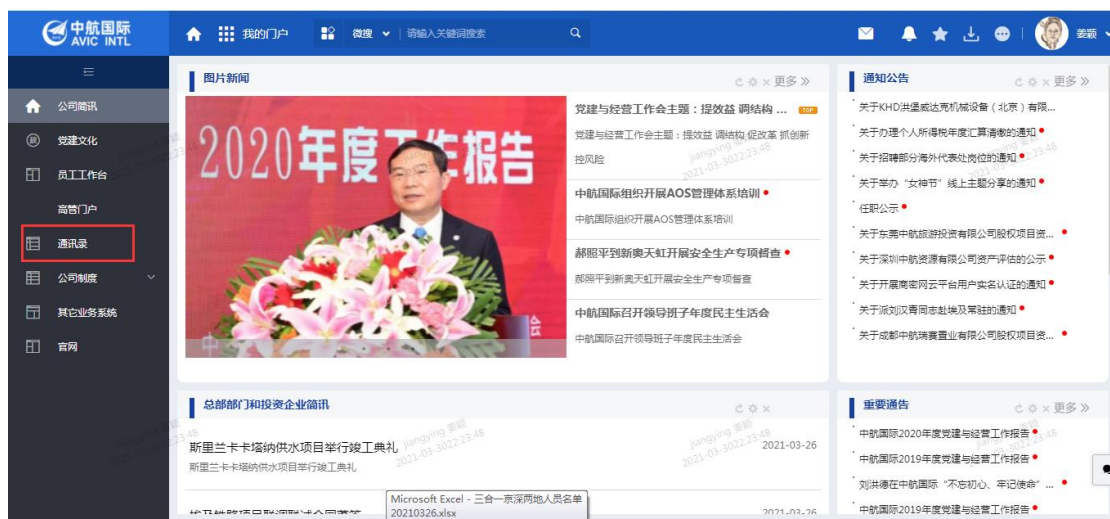 中航国际
AVIC INTL
我的门户
微搜
请输入关键词搜索
姜颖
公司简讯
党建文化
员工工作台
高管门户
通讯录
公司制度
其它业务系统
官网
图片新闻
更多
2020年度工作报告
党建与经营工作会主题：提效益 调结构 ...
TOP
党建与经营工作会主题：提效益 调结构 促改革 抓创新
控风险
中航国际组织开展AOS管理体系培训
中航国际组织开展AOS管理体系培训
郝照平到新奥天虹开展安全生产专项督查
郝照平到新奥天虹开展安全生产专项督查
中航国际召开领导班子年度民主生活会
中航国际召开领导班子年度民主生活会
通知公告
更多
关于KHD洪堡威达克机械设备（北京）有限...
关于办理个人所得税年度汇算清缴的通知
关于招聘部分海外代表处岗位的通知
关于举办“女神节”线上主题分享的通知
任职公示
关于东莞中航旅游投资有限公司股权项目资...
关于深圳中航资源有限公司资产评估的公示
关于开展商密网云平台用户实名认证的通知
关于派刘汉青同志赴埃及常驻的通知
关于成都中航瑞赛置业有限公司股权项目资...
总部部门和投资企业简讯
斯里兰卡卡塔纳供水项目举行竣工典礼
2021-03-26
斯里兰卡卡塔纳供水项目举行竣工典礼
Microsoft Excel - 三合一京深两地人员名单
20210326.xlsx
2021-03-26
重要通告
更多
中航国际2020年度党建与经营工作报告
中航国际2019年度党建与经营工作报告
刘洪德在中航国际“不忘初心、牢记使命”...
中航国际2019年度党建与经营工作报告
jiangying 姜颖
2021-03-3022:23:48